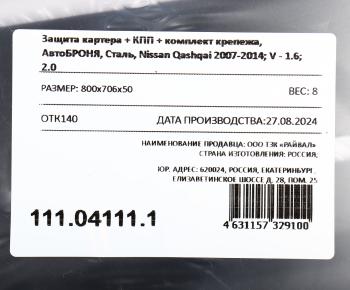 Защита картера + КПП + комплект крепежа,
АвтоБРОНЯ, Сталь, Nissan Qashqai 2007-2014; V - 1.6;
2.0
РАЗМЕР: 800x706x50 ВЕС: 8
ОТК140 ДАТА ПРОИЗВОДСТВА:27.08.2024
НАИМЕНОВАНИЕ ПРОДАВЦА: ООО ТЗК «РАЙВАЛ»
СТРАНА ИЗГОТОВЛЕНИЯ: РОССИЯ,
ЮР. АДРЕС: 620024, РОССИЯ, ЕКАТЕРИНБУРГ,
ЕЛИЗАВЕТИНСКОЕ ШОССЕ Д. 28, ПОМ. 25
111.04111.1
4 631157 329100